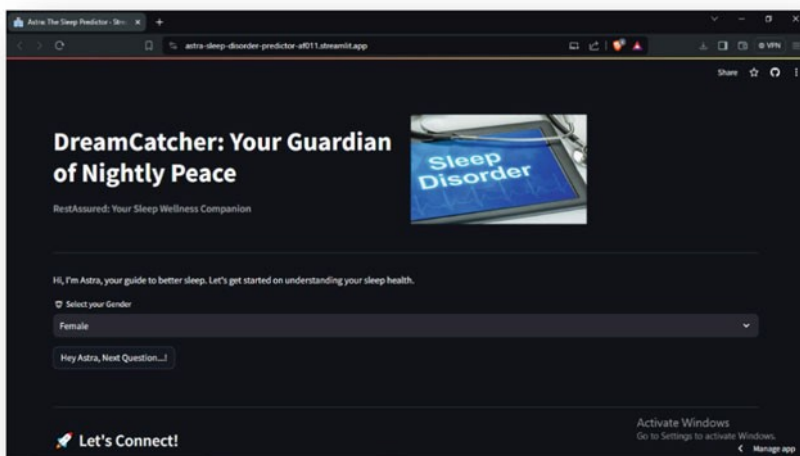 Astra: The Sleep Predictor - Stre
astra-sleep-disorder-predictor-af011.streamlit.app
VPN
Share
DreamCatcher: Your Guardian
of Nightly Peace
Sleep
Disorder
RestAssured: Your Sleep Wellness Companion
Hi, I'm Astra, your guide to better sleep. Let's get started on understanding your sleep health.
Select your Gender
Female
Hey Astra, Next Question...!
Let's Connect!
Activate Windows
Go to Settings to activate Windows.
Manage app